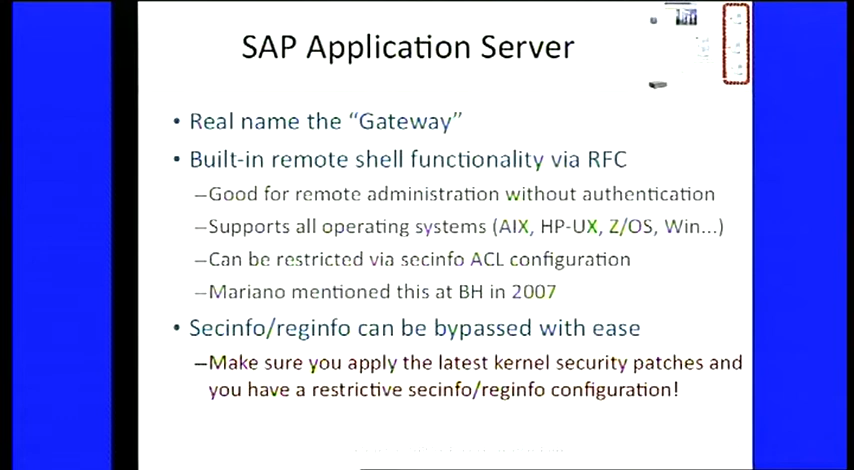 SAP Application Server
• Real name the “Gateway”
• Built-in remote shell functionality via RFC
–Good for remote administration without authentication
–Supports all operating systems (AIX, HP-UX, Z/OS, Win...)
–Can be restricted via secinfo ACL configuration
–Mariano mentioned this at BH in 2007
• Secinfo/reginfo can be bypassed with ease
–Make sure you apply the latest kernel security patches and
you have a restrictive secinfo/reginfo configuration!